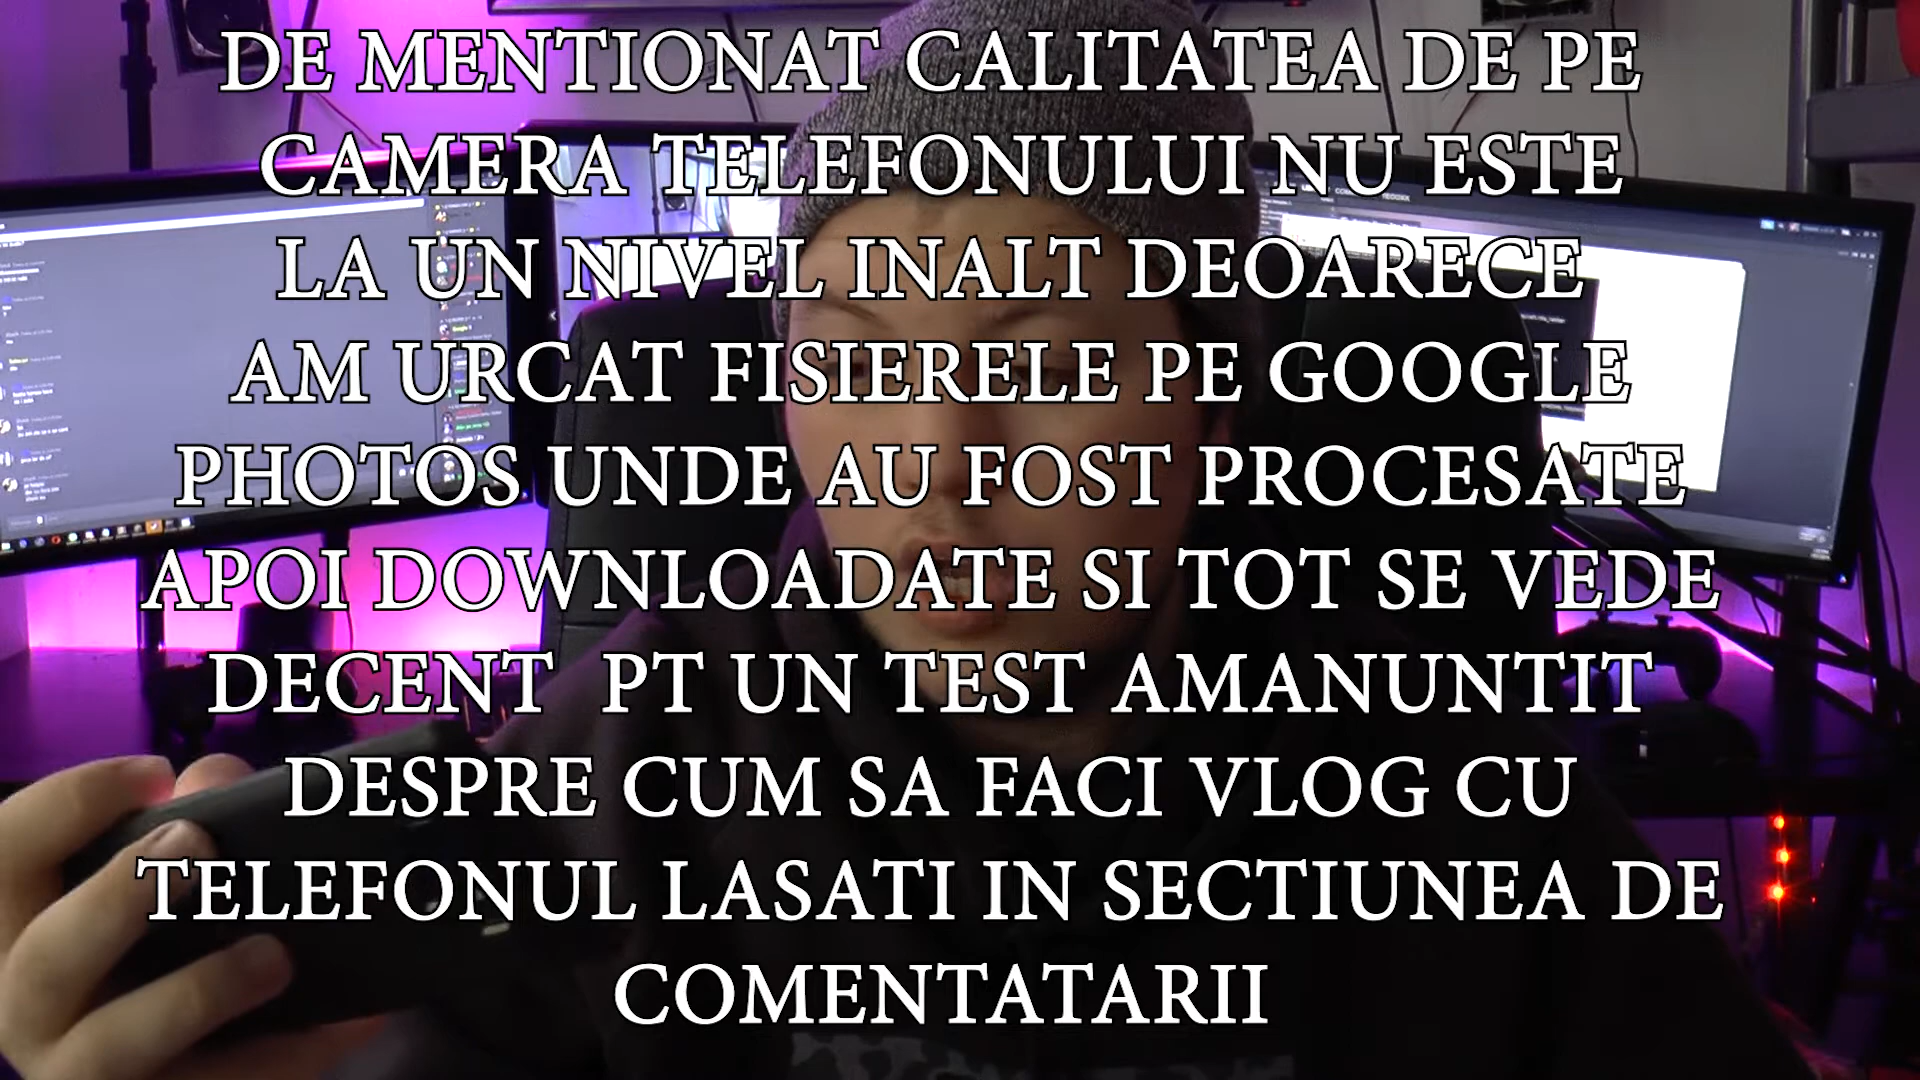 DE MENTIONAT CALITATEA DE PE
CAMERA TELEFONULUI NU ESTE
LA UN NIVEL INALT DEOARECE
AM URCAT FISIERELE PE GOOGLE
PHOTOS UNDE AU FOST PROCESATE
APOI DOWNLOADATE SI TOT SE VEDE
DECENT PT UN TEST AMANUNTIT
DESPRE CUM SA FACI VLOG CU
TELEFONUL LASATI IN SECTIUNEA DE
COMENTATARII